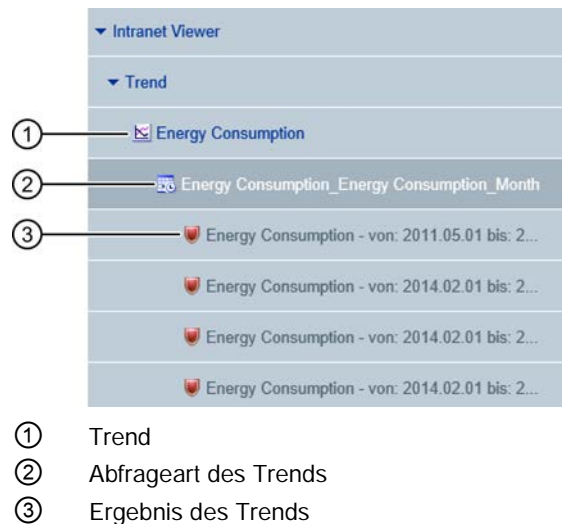 Intranet Viewer
Trend
① Energy Consumption
② Energy Consumption_Energy Consumption_Month
③ Energy Consumption - von: 2011.05.01 bis: 2...
Energy Consumption - von: 2014.02.01 bis: 2...
Energy Consumption - von: 2014.02.01 bis: 2...
Energy Consumption - von: 2014.02.01 bis: 2...
① Trend
② Abfrageart des Trends
③ Ergebnis des Trends